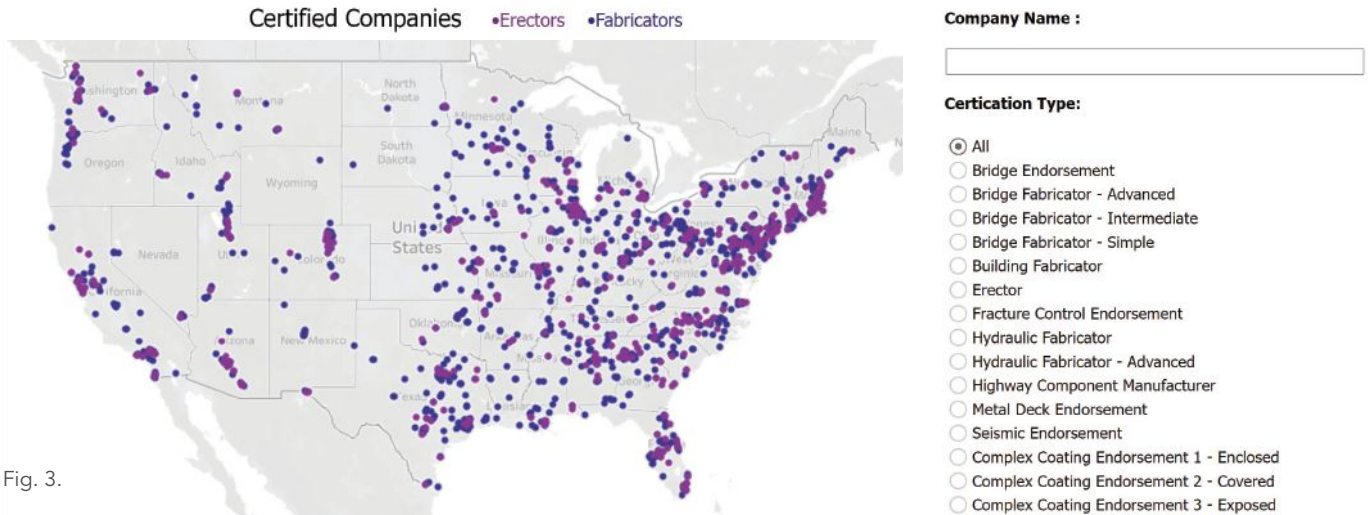 Certified Companies •Erectors •Fabricators
Company Name :
Certication Type:
All
Bridge Endorsement
Bridge Fabricator - Advanced
Bridge Fabricator - Intermediate
Bridge Fabricator - Simple
Building Fabricator
Erector
Fracture Control Endorsement
Hydraulic Fabricator
Hydraulic Fabricator - Advanced
Highway Component Manufacturer
Metal Deck Endorsement
Seismic Endorsement
Complex Coating Endorsement 1 - Enclosed
Complex Coating Endorsement 2 - Covered
Complex Coating Endorsement 3 - Exposed
North
Dakota
Montana
Minnesota
Maine
South
Dakota
Oregon
Idaho
Wyoming
Iowa
States
Nevada
New Mexico
Fig. 3.